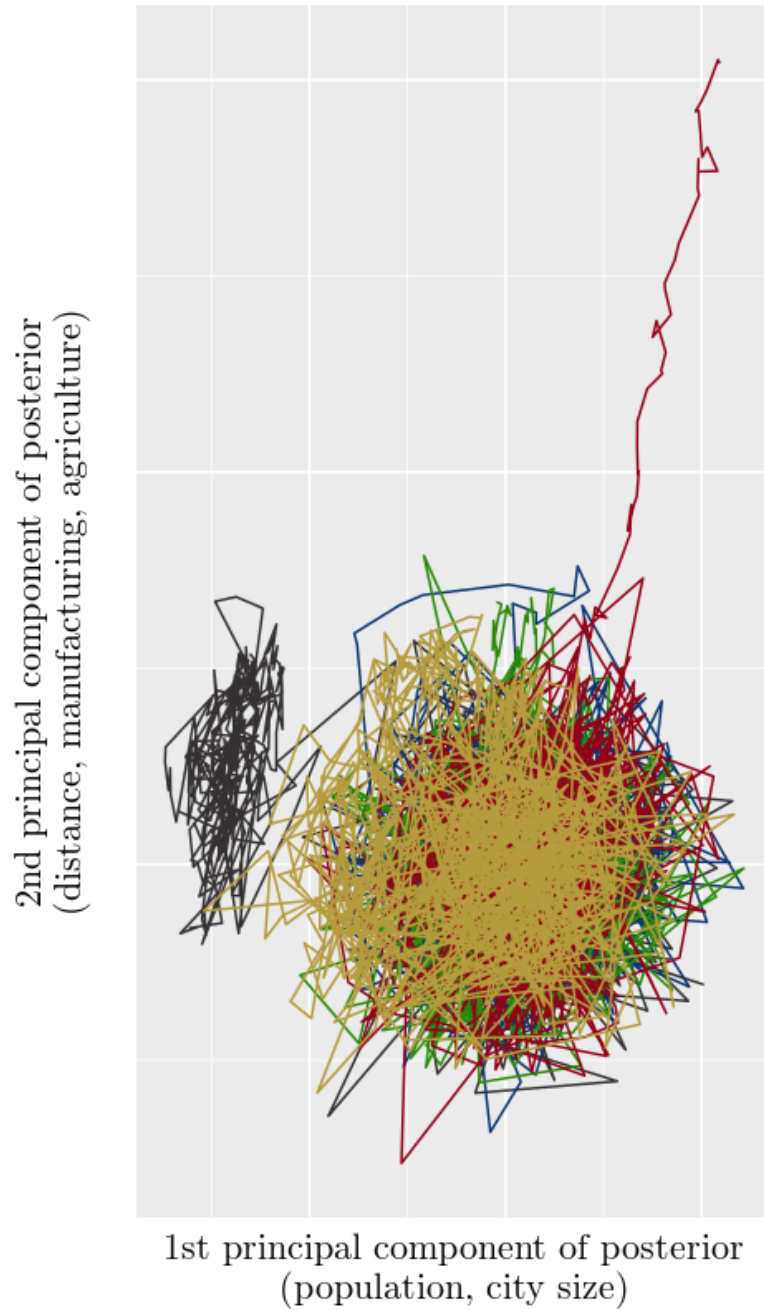 2nd principal component of posterior
(distance, manufacturing, agriculture)
1st principal component of posterior
(population, city size)